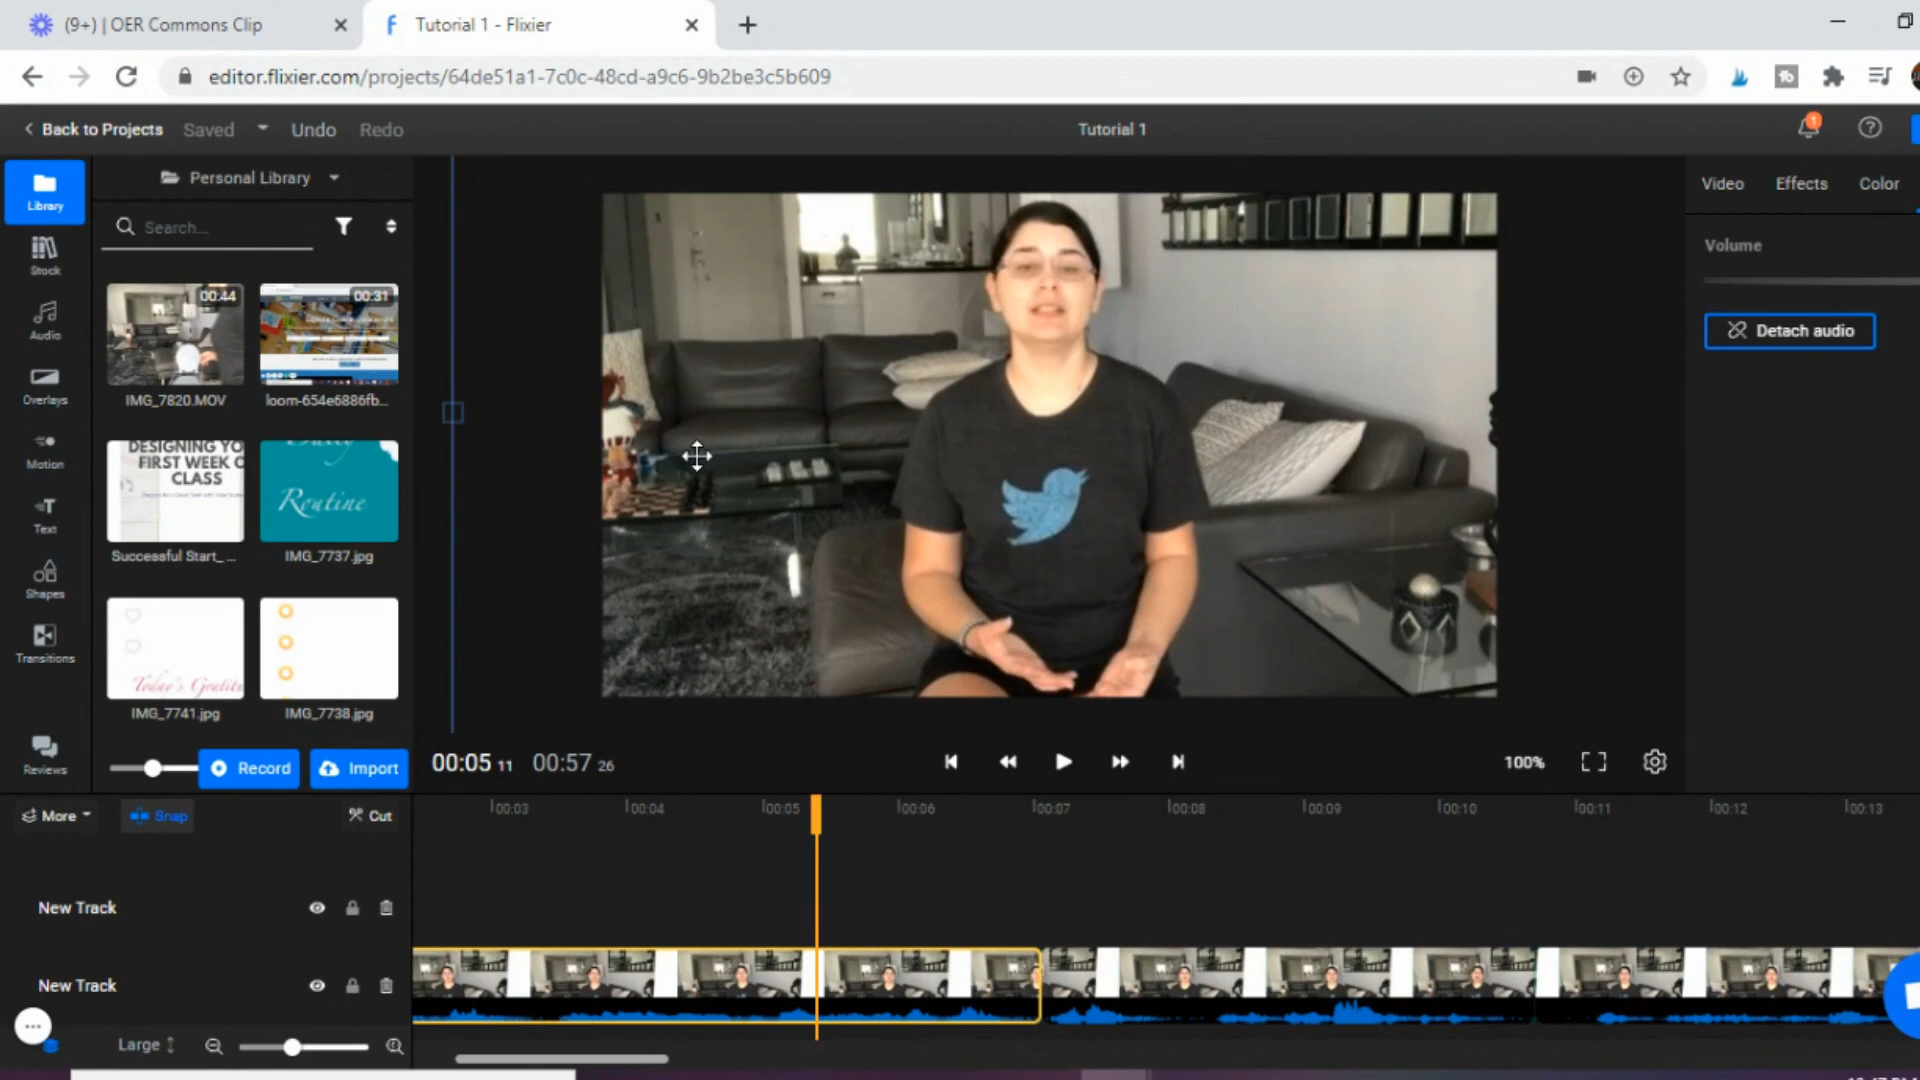 (9+) | OER Commons Clip
Tutorial 1 - Flixier
editor.flixier.com/projects/64de51a1-7c0c-48cd-a9c6-9b2be3c5b609
Back to Projects Saved Undo Redo
Tutorial 1
1
Library
Stock
Audio
Overlays
Motion
Text
Shapes
Transitions
Reviews
Personal Library
Search...
00:44
00:31
IMG_7820.MOV
loom-654e6886fb...
DESIGNING YO
FIRST WEEK O
CLASS
Routine
Successful Start_ ...
IMG_7737.jpg
Today's Gratit
IMG_7741.jpg
IMG_7738.jpg
Record
Import
Video Effects Color
Volume
Detach audio
00:05 11 00:57 26
100%
More Snap Cut
00:03 00:04 00:05 00:06 00:07 00:08 00:09 00:10 00:11 00:12 00:13
New Track
New Track
Large